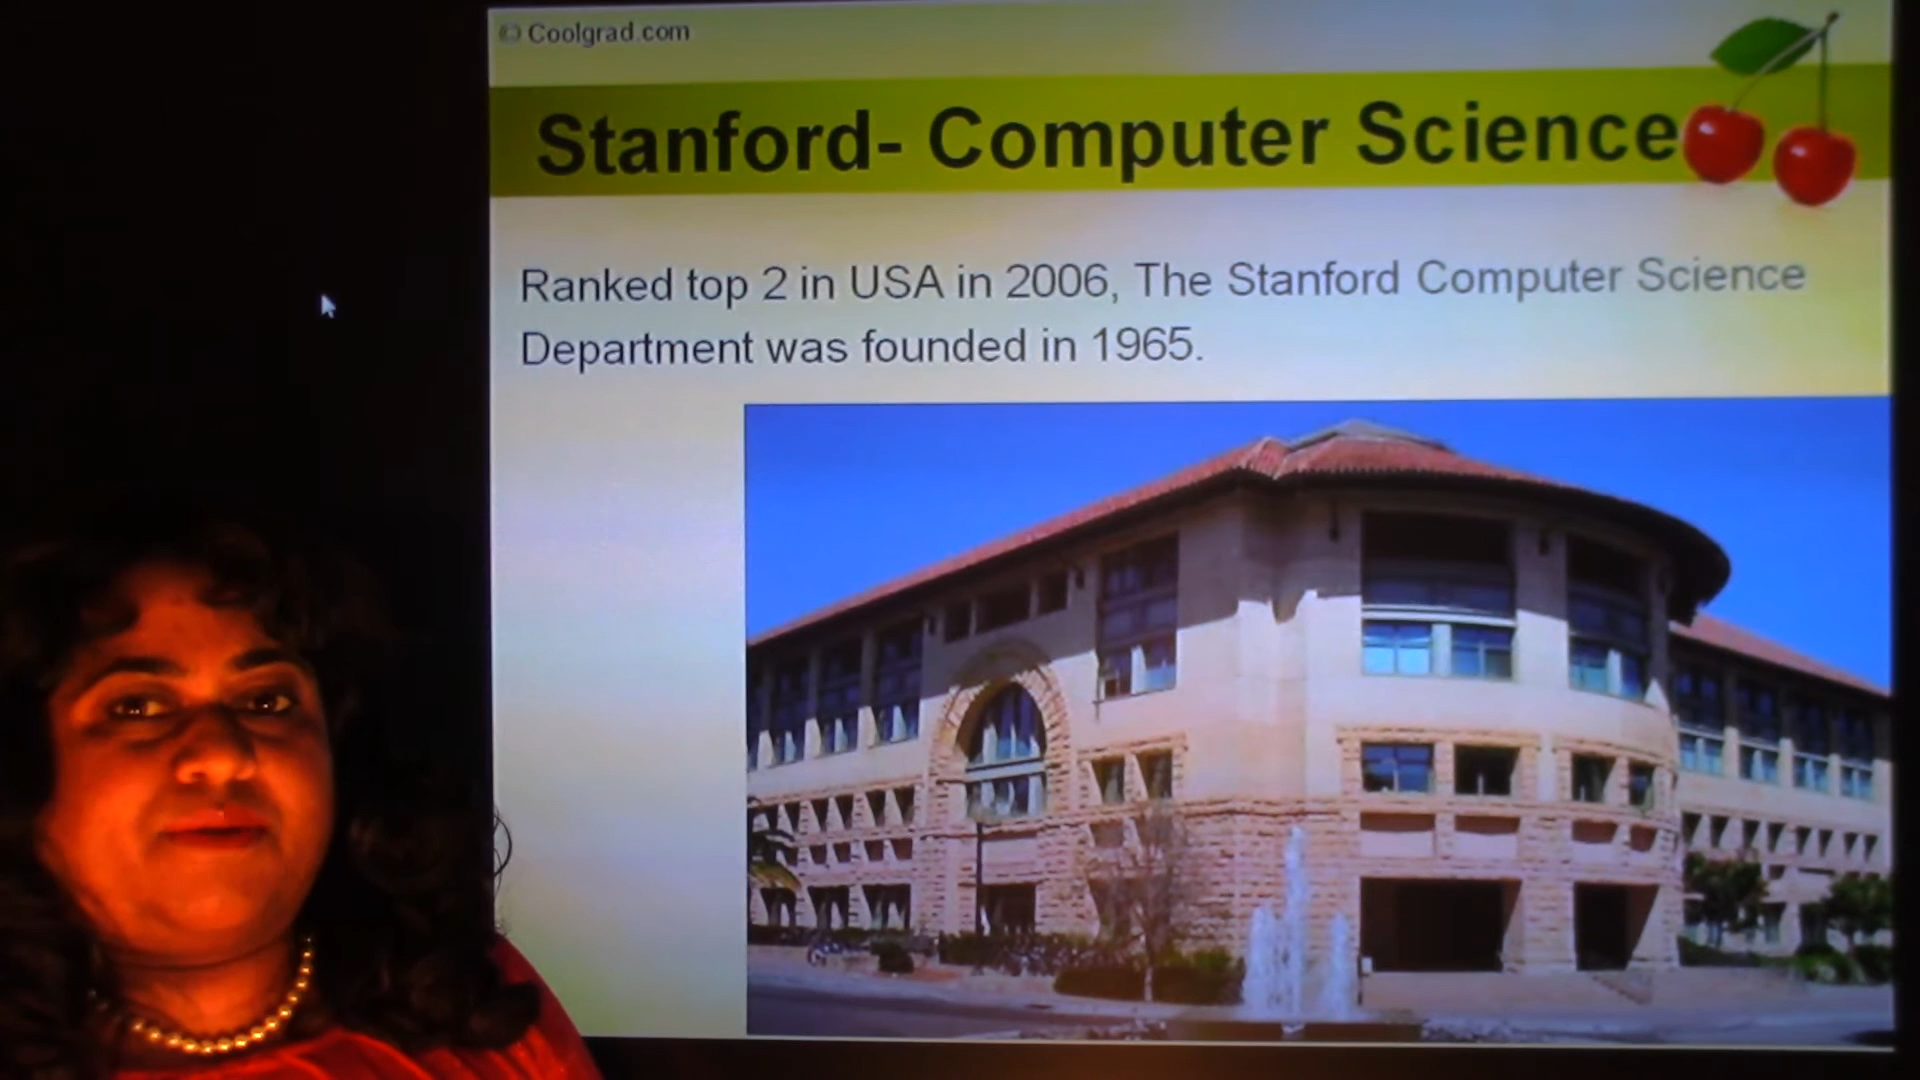 © Coolgrad.com
Stanford- Computer Science
Ranked top 2 in USA in 2006, The Stanford Computer Science
Department was founded in 1965.